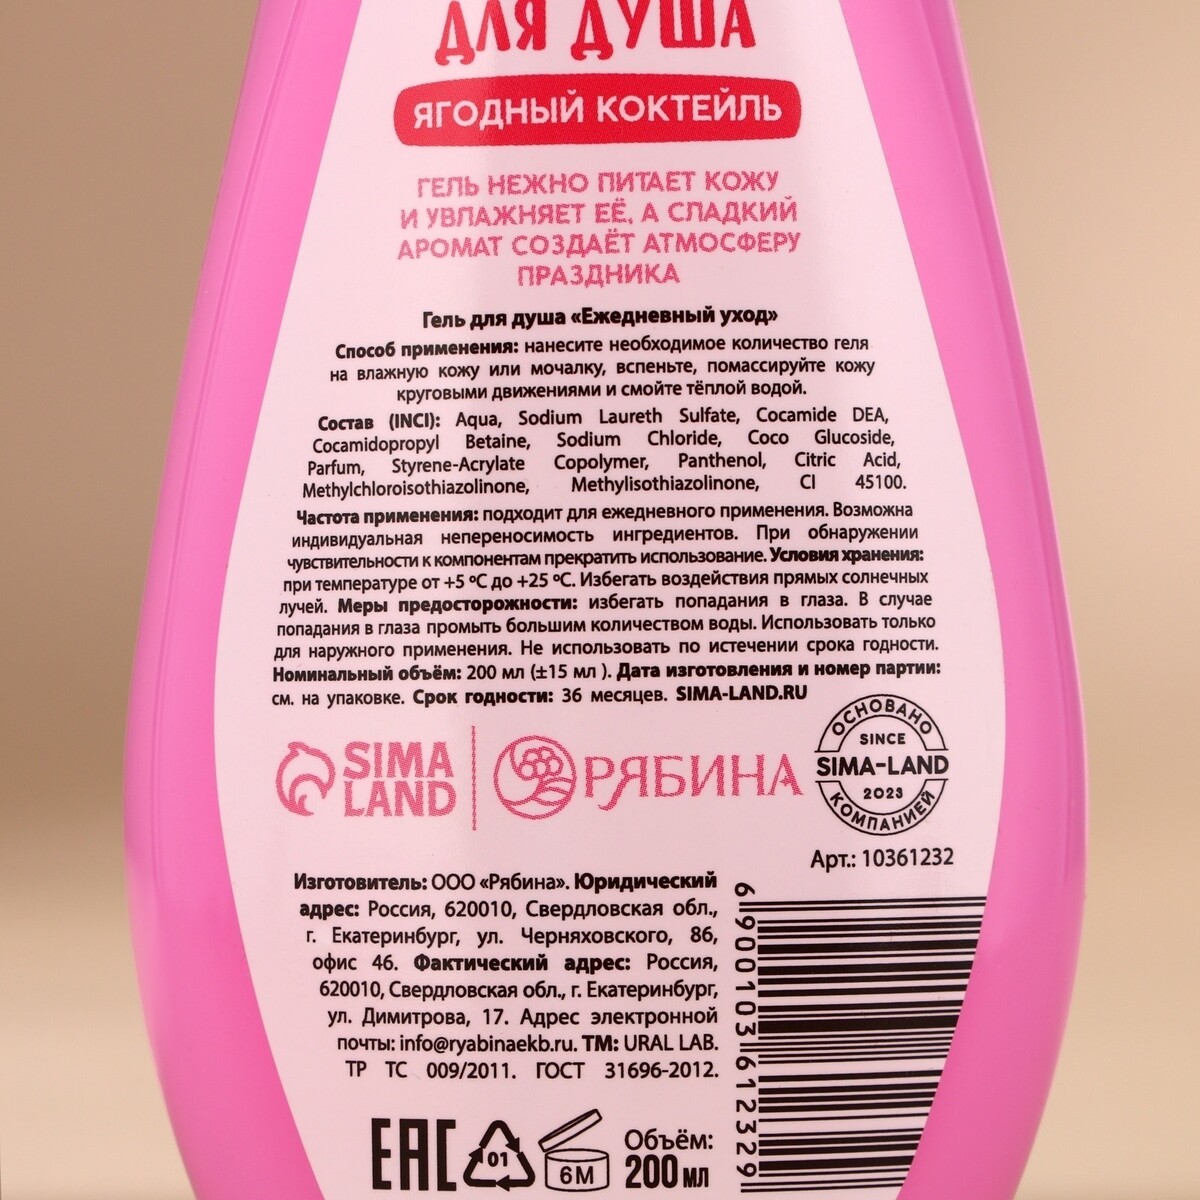 ДЛЯ ДУША
ЯГОДНЫЙ КОКТЕЙЛЬ
ГЕЛЬ НЕЖНО ПИТАЕТ КОЖУ
И УВЛАЖНЯЕТ ЕЁ, А СЛАДКИЙ
АРОМАТ СОЗДАЁТ АТМОСФЕРУ
ПРАЗДНИКА
Гель для душа «Ежедневный уход»
Способ применения: нанесите необходимое количество геля
на влажную кожу или мочалку, вспеньте, помассируйте кожу
круговыми движениями и смойте тёплой водой.
Состав (INCI): Aqua, Sodium Laureth Sulfate, Cocamide DEA,
Cocamidopropyl Betaine, Sodium Chloride, Coco Glucoside,
Parfum, Styrene-Acrylate Copolymer, Panthenol, Citric Acid,
Methylchloroisothiazolinone, Methylisothiazolinone, CI 45100.
Частота применения: подходит для ежедневного применения. Возможна
индивидуальная непереносимость ингредиентов. При обнаружении
чувствительности к компонентам прекратить использование. Условия хранения:
при температуре от +5 ºC до +25 ºC. Избегать воздействия прямых солнечных
лучей. Меры предосторожности: избегать попадания в глаза. В случае
попадания в глаза промыть большим количеством воды. Использовать только
для наружного применения. Не использовать по истечении срока годности.
Номинальный объём: 200 мл (±15 мл ). Дата изготовления и номер партии:
см. на упаковке. Срок годности: 36 месяцев. SIMA-LAND.RU
SIMA
LAND
РЯБИНА
ОСНОВАНО
SINCE
SIMA-LAND
2023
КОМПАНИЕЙ
Арт.: 10361232
Изготовитель: ООО «Рябина». Юридический
адрес: Россия, 620010, Свердловская обл.,
г. Екатеринбург, ул. Черняховского, 86,
офис 46. Фактический адрес: Россия,
620010, Свердловская обл., г. Екатеринбург,
ул. Димитрова, 17. Адрес электронной
почты: info@ryabinaekb.ru. ТМ: URAL LAB.
ТР ТС 009/2011. ГОСТ 31696-2012.
6 900103 612329
EAC
01
6М
Объём:
200 мл